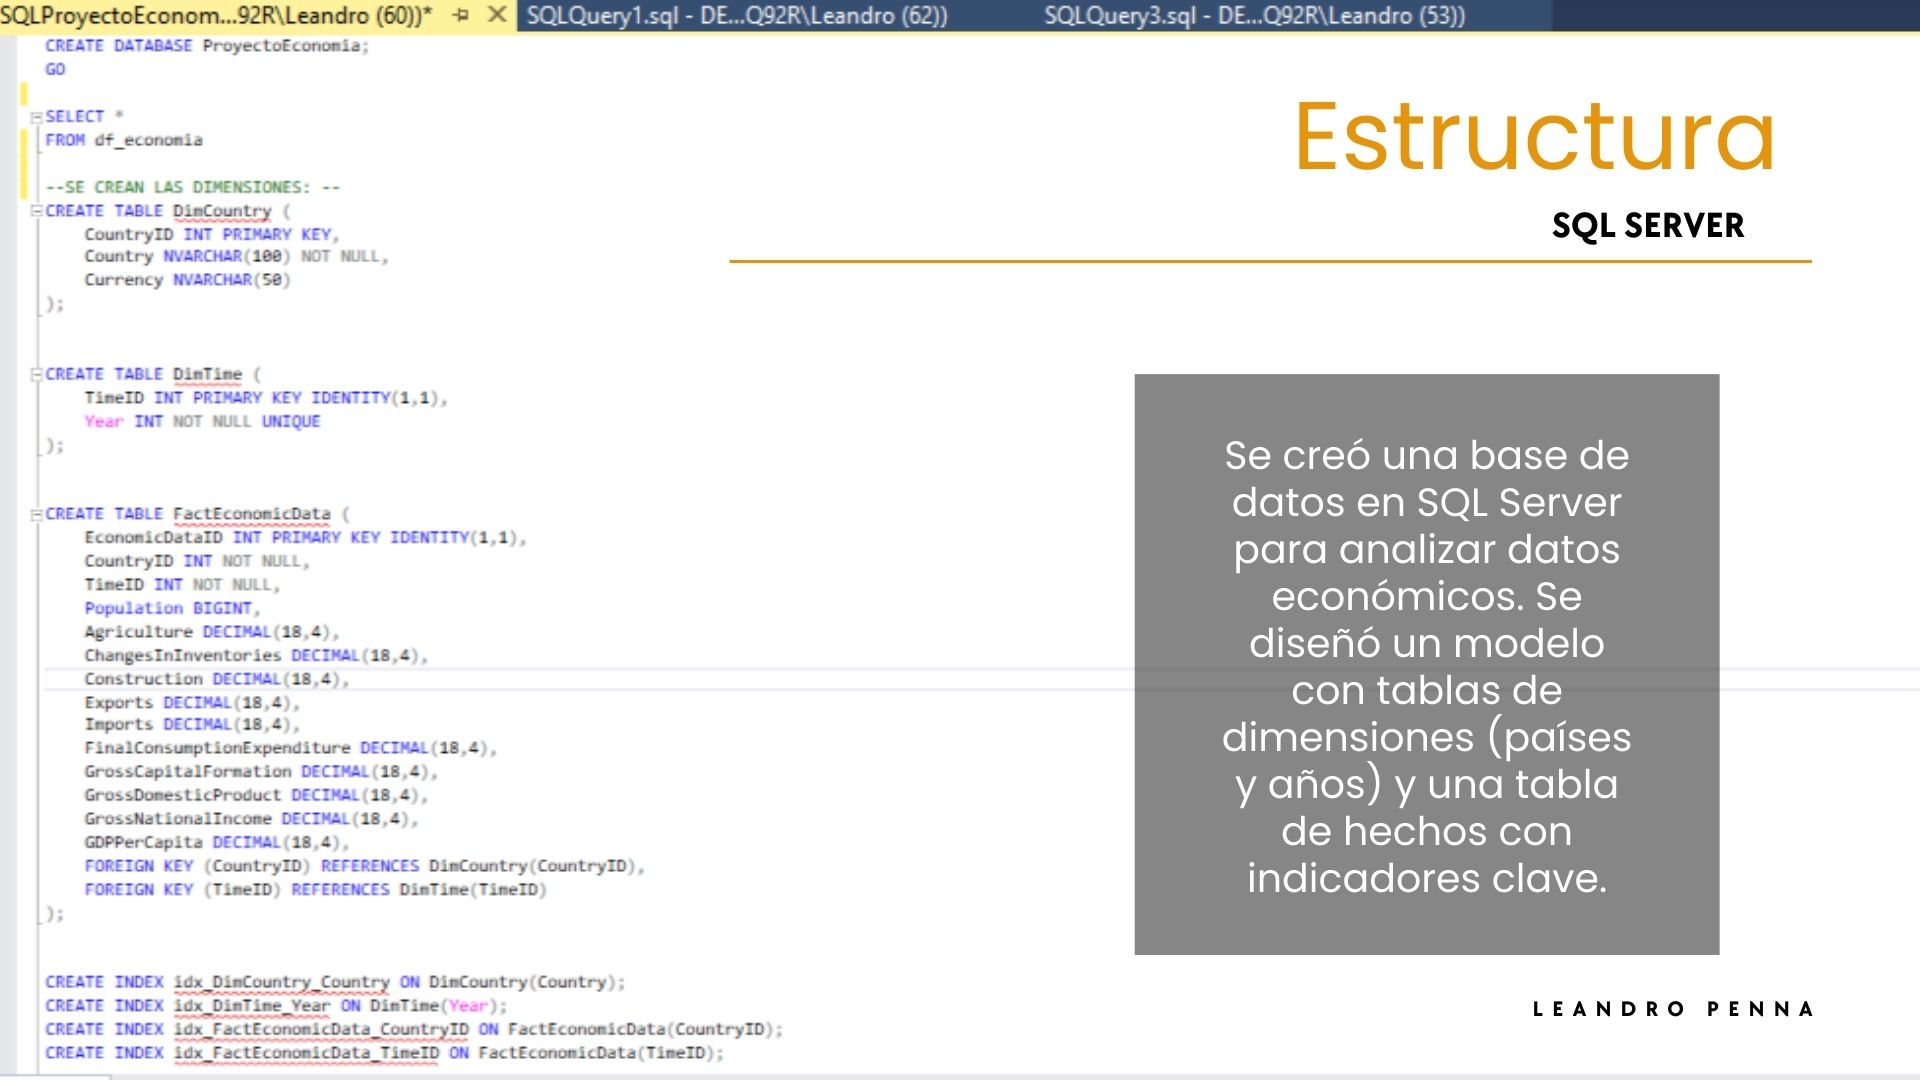 SQLProyectoEconom...92R\Leandro (60))*
SQLQuery1.sql - DE...Q92R\Leandro (62))
SQLQuery3.sql - DE...Q92R\Leandro (53))
CREATE DATABASE ProyectoEconomia;
GO
SELECT *
FROM df_economia
--SE CREAN LAS DIMENSIONES: --
CREATE TABLE DimCountry (
CountryID INT PRIMARY KEY,
Country NVARCHAR(100) NOT NULL,
Currency NVARCHAR(50)
);
CREATE TABLE DimTime (
TimeID INT PRIMARY KEY IDENTITY(1,1),
Year INT NOT NULL UNIQUE
);
CREATE TABLE FactEconomicData (
EconomicDataID INT PRIMARY KEY IDENTITY(1,1),
CountryID INT NOT NULL,
TimeID INT NOT NULL,
Population BIGINT,
Agriculture DECIMAL(18,4),
ChangesInInventories DECIMAL(18,4),
Construction DECIMAL(18,4),
Exports DECIMAL(18,4),
Imports DECIMAL(18,4),
FinalConsumptionExpenditure DECIMAL(18,4),
GrossCapitalFormation DECIMAL(18,4),
GrossDomesticProduct DECIMAL(18,4),
GrossNationalIncome DECIMAL(18,4),
GDPPerCapita DECIMAL(18,4),
FOREIGN KEY (CountryID) REFERENCES DimCountry(CountryID),
FOREIGN KEY (TimeID) REFERENCES DimTime(TimeID)
);
CREATE INDEX idx_DimCountry_Country ON DimCountry(Country);
CREATE INDEX idx_DimTime_Year ON DimTime(Year);
CREATE INDEX idx_FactEconomicData_CountryID ON FactEconomicData(CountryID);
CREATE INDEX idx_FactEconomicData_TimeID ON FactEconomicData(TimeID);
Estructura
SQL SERVER
Se creó una base de
datos en SQL Server
para analizar datos
económicos. Se
diseñó un modelo
con tablas de
dimensiones (países
y años) y una tabla
de hechos con
indicadores clave.
LEANDRO PENNA